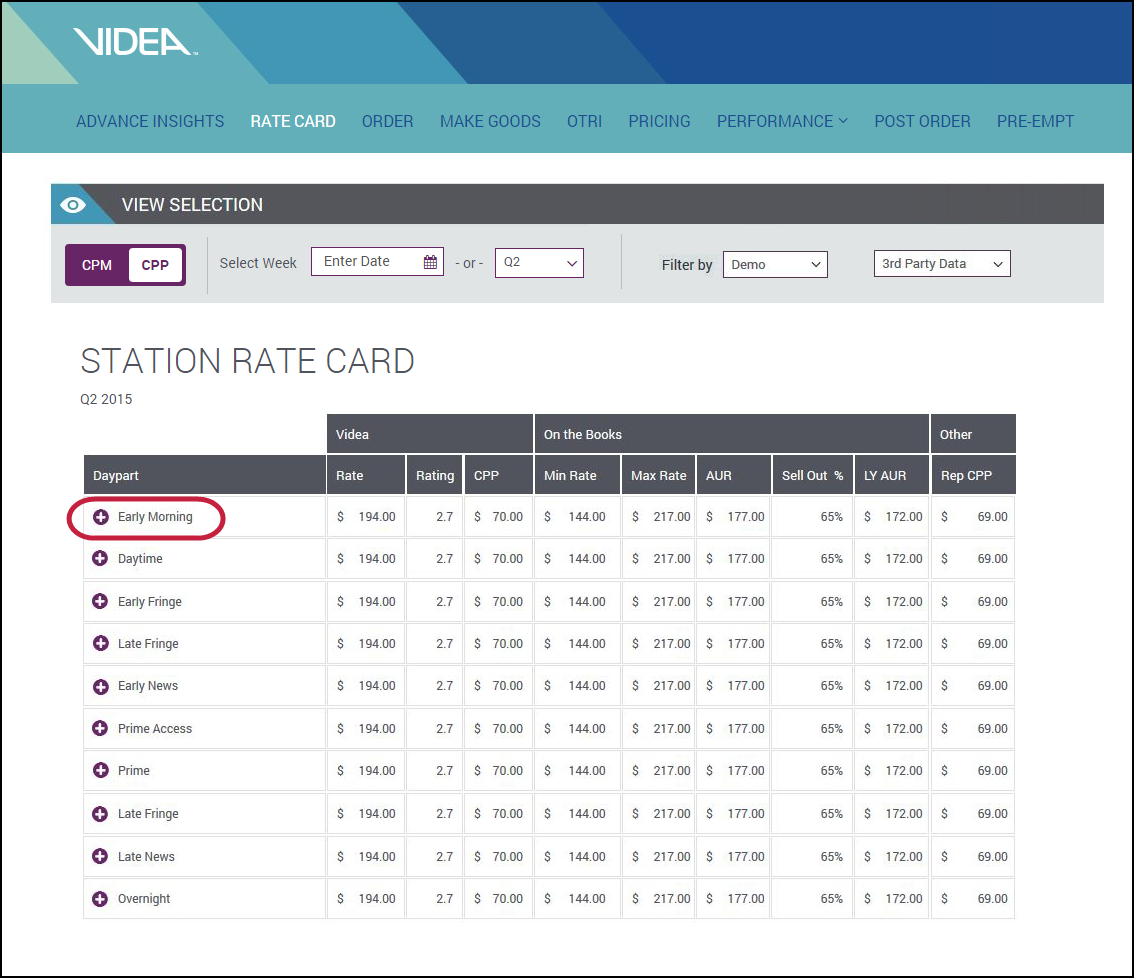 VIDEA™
ADVANCE INSIGHTS RATE CARD ORDER MAKE GOODS OTRI PRICING PERFORMANCE POST ORDER PRE-EMPT
VIEW SELECTION
CPM CPP Select Week Enter Date - or - Q2 Filter by Demo 3rd Party Data
STATION RATE CARD
Q2 2015
Videa On the Books Other
Daypart Rate Rating CPP Min Rate Max Rate AUR Sell Out % LY AUR Rep CPP
Early Morning $ 194.00 2.7 $ 70.00 $ 144.00 $ 217.00 $ 177.00 65% $ 172.00 $ 69.00
Daytime $ 194.00 2.7 $ 70.00 $ 144.00 $ 217.00 $ 177.00 65% $ 172.00 $ 69.00
Early Fringe $ 194.00 2.7 $ 70.00 $ 144.00 $ 217.00 $ 177.00 65% $ 172.00 $ 69.00
Late Fringe $ 194.00 2.7 $ 70.00 $ 144.00 $ 217.00 $ 177.00 65% $ 172.00 $ 69.00
Early News $ 194.00 2.7 $ 70.00 $ 144.00 $ 217.00 $ 177.00 65% $ 172.00 $ 69.00
Prime Access $ 194.00 2.7 $ 70.00 $ 144.00 $ 217.00 $ 177.00 65% $ 172.00 $ 69.00
Prime $ 194.00 2.7 $ 70.00 $ 144.00 $ 217.00 $ 177.00 65% $ 172.00 $ 69.00
Late Fringe $ 194.00 2.7 $ 70.00 $ 144.00 $ 217.00 $ 177.00 65% $ 172.00 $ 69.00
Late News $ 194.00 2.7 $ 70.00 $ 144.00 $ 217.00 $ 177.00 65% $ 172.00 $ 69.00
Overnight $ 194.00 2.7 $ 70.00 $ 144.00 $ 217.00 $ 177.00 65% $ 172.00 $ 69.00